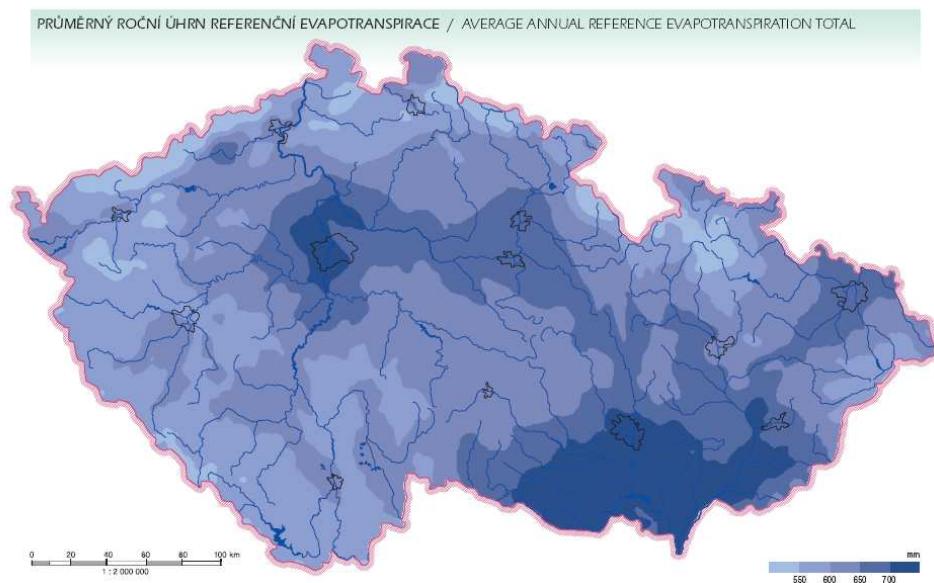 PRŮMĚRNÝ ROČNÍ ÚHRN REFERENČNÍ EVAPOTRANSPIRACE / AVERAGE ANNUAL REFERENCE EVAPOTRANSPIRATION TOTAL
0 20 40 60 80 100 km
1 : 2 000 000
mm
550 600 650 700